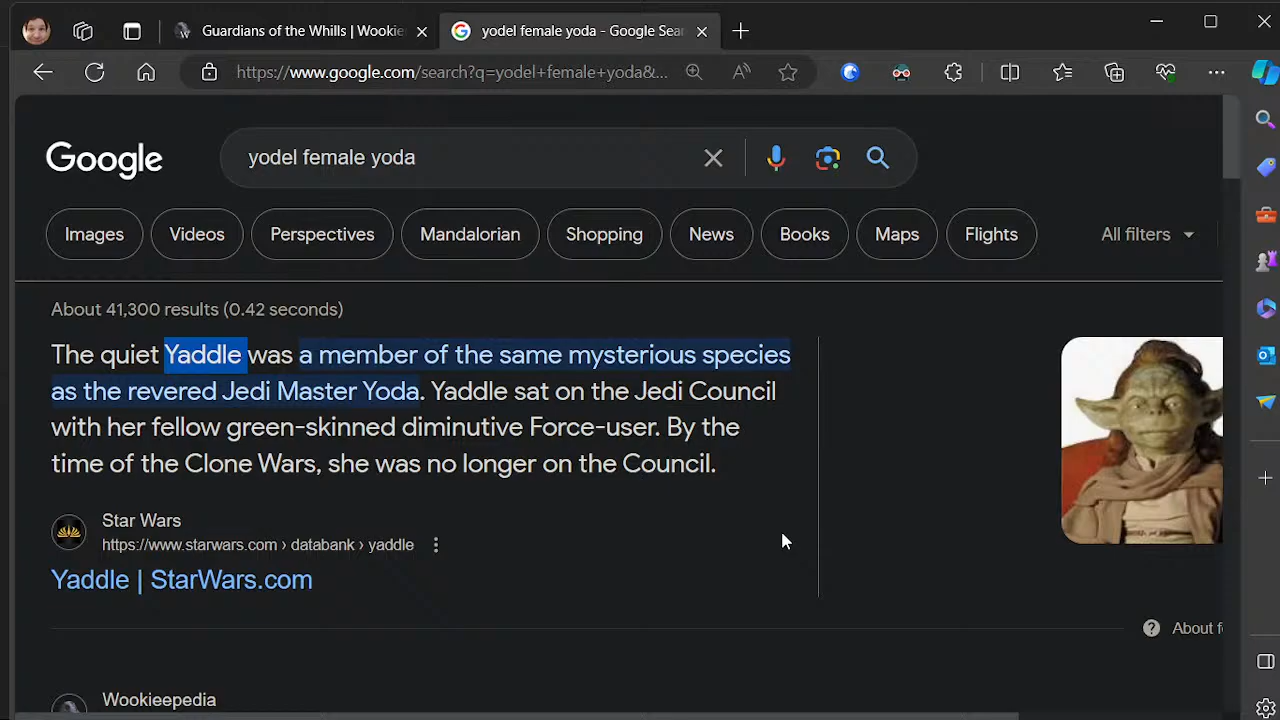 Guardians of the Whills | Wookie
yodel female yoda - Google Sear
https://www.google.com/search?q=yodel+female+yoda&...
Google
yodel female yoda
Images
Videos
Perspectives
Mandalorian
Shopping
News
Books
Maps
Flights
All filters
About 41,300 results (0.42 seconds)
The quiet Yaddle was a member of the same mysterious species
as the revered Jedi Master Yoda. Yaddle sat on the Jedi Council
with her fellow green-skinned diminutive Force-user. By the
time of the Clone Wars, she was no longer on the Council.
Star Wars
https://www.starwars.com › databank › yaddle
Yaddle | StarWars.com
About f
Wookieepedia